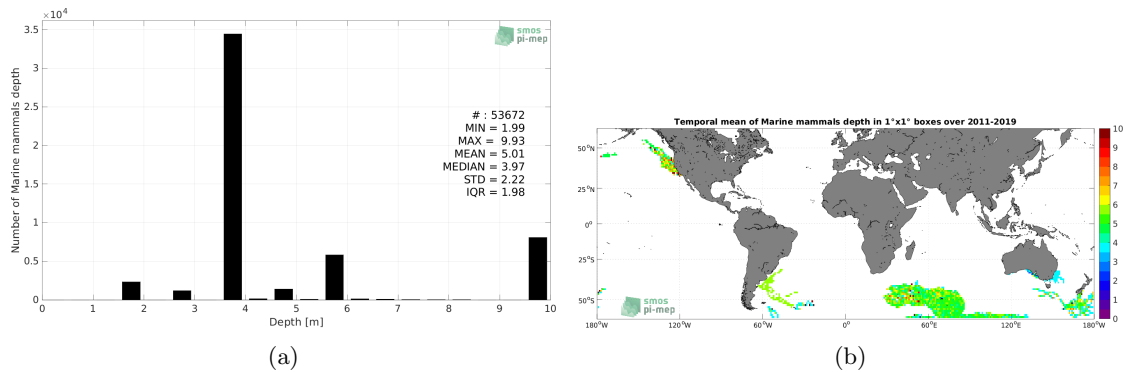 ×10⁴
3.5
3
2.5
2
1.5
1
0.5
0
Number of Marine mammals depth
0 1 2 3 4 5 6 7 8 9 10
Depth [m]
smos
pi-mep
# : 53672
MIN = 1.99
MAX = 9.93
MEAN = 5.01
MEDIAN = 3.97
STD = 2.22
IQR = 1.98
(a)
Temporal mean of Marine mammals depth in 1°x1° boxes over 2011-2019
50°N
25°N
0°
25°S
50°S
180°W 120°W 60°W 0° 60°E 120°E 180°W
smos
pi-mep
10
9
8
7
6
5
4
3
2
1
0
(b)